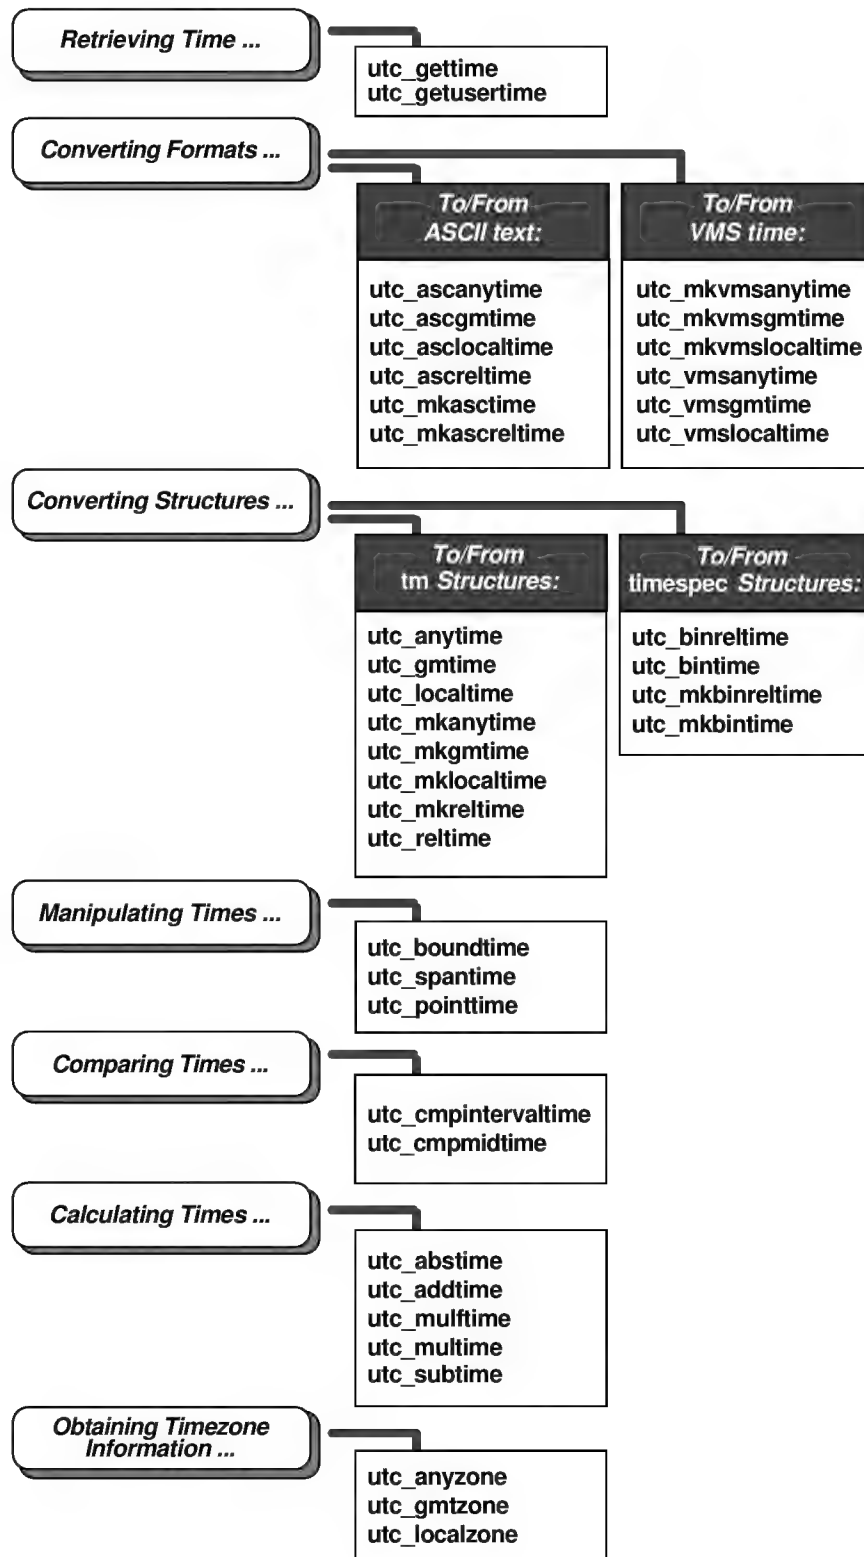 Retrieving Time ...
utc_gettime
utc_getusertime
Converting Formats ...
To/From
ASCII text:
utc_ascanytime
utc_ascgmtime
utc_asclocaltime
utc_ascreltime
utc_mkasctime
utc_mkascreltime
To/From
VMS time:
utc_mkvmsanytime
utc_mkvmsgmtime
utc_mkvmslocaltime
utc_vmsanytime
utc_vmsgmtime
utc_vmslocaltime
Converting Structures ...
To/From
tm Structures:
utc_anytime
utc_gmtime
utc_localtime
utc_mkanytime
utc_mkgmtime
utc_mklocaltime
utc_mkreltime
utc_reltime
To/From
timespec Structures:
utc_binreltime
utc_bintime
utc_mkbinreltime
utc_mkbintime
Manipulating Times ...
utc_boundtime
utc_spantime
utc_pointtime
Comparing Times ...
utc_cmpintervaltime
utc_cmpmidtime
Calculating Times ...
utc_abstime
utc_addtime
utc_mulftime
utc_multime
utc_subtime
Obtaining Timezone
Information ...
utc_anyzone
utc_gmtzone
utc_localzone